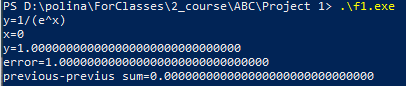 PS D:\polina\ForClasses\2_course\ABC\Project 1> .\f1.exe
y=1/(e^x)
x=0
y=1.000000000000000000000000000000
error=1.000000000000000000000000000000
previous-previus sum=0.000000000000000000000000000000